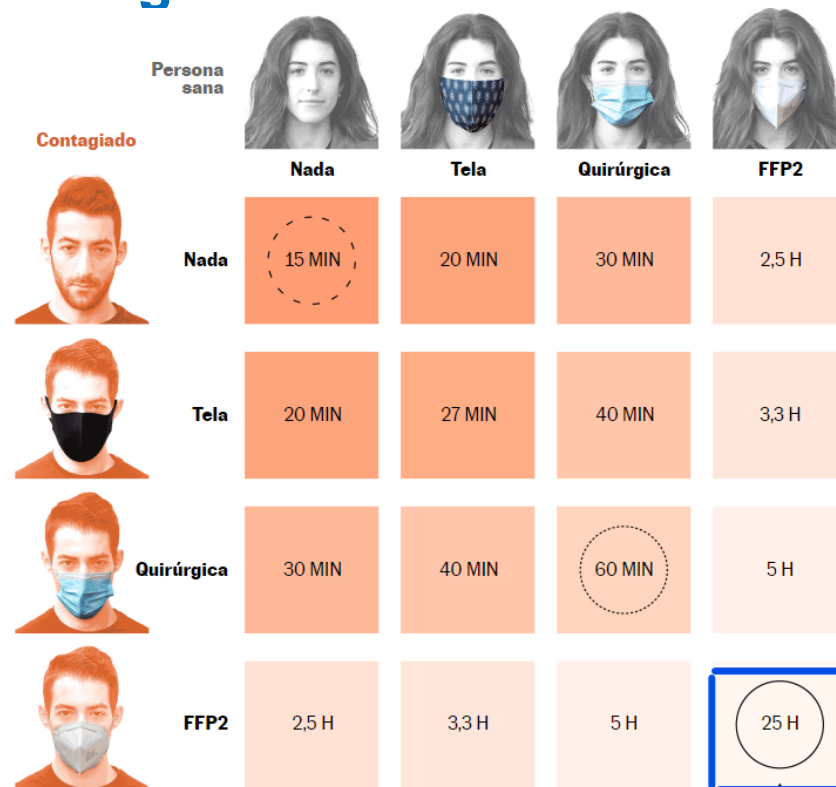 Persona
sana
Contagiado
Nada Tela Quirúrgica FFP2
Nada 15 MIN 20 MIN 30 MIN 2,5 H
Tela 20 MIN 27 MIN 40 MIN 3,3 H
Quirúrgica 30 MIN 40 MIN 60 MIN 5 H
FFP2 2,5 H 3,3 H 5 H 25 H